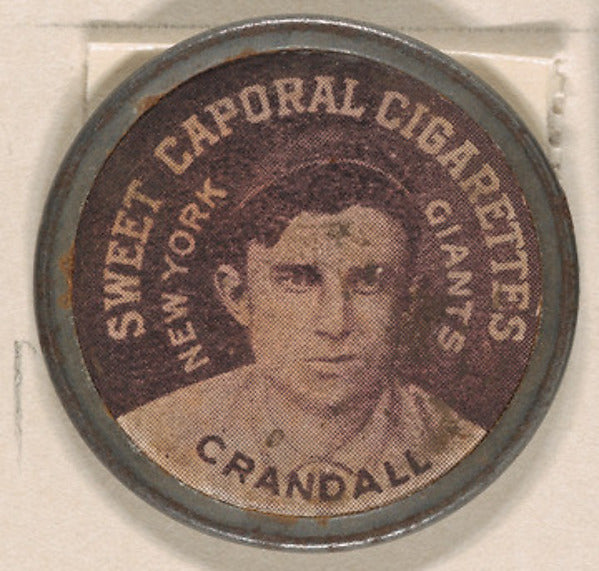 SWEET CAPORAL CIGARETTES
NEW YORK
GIANTS
CRANDALL